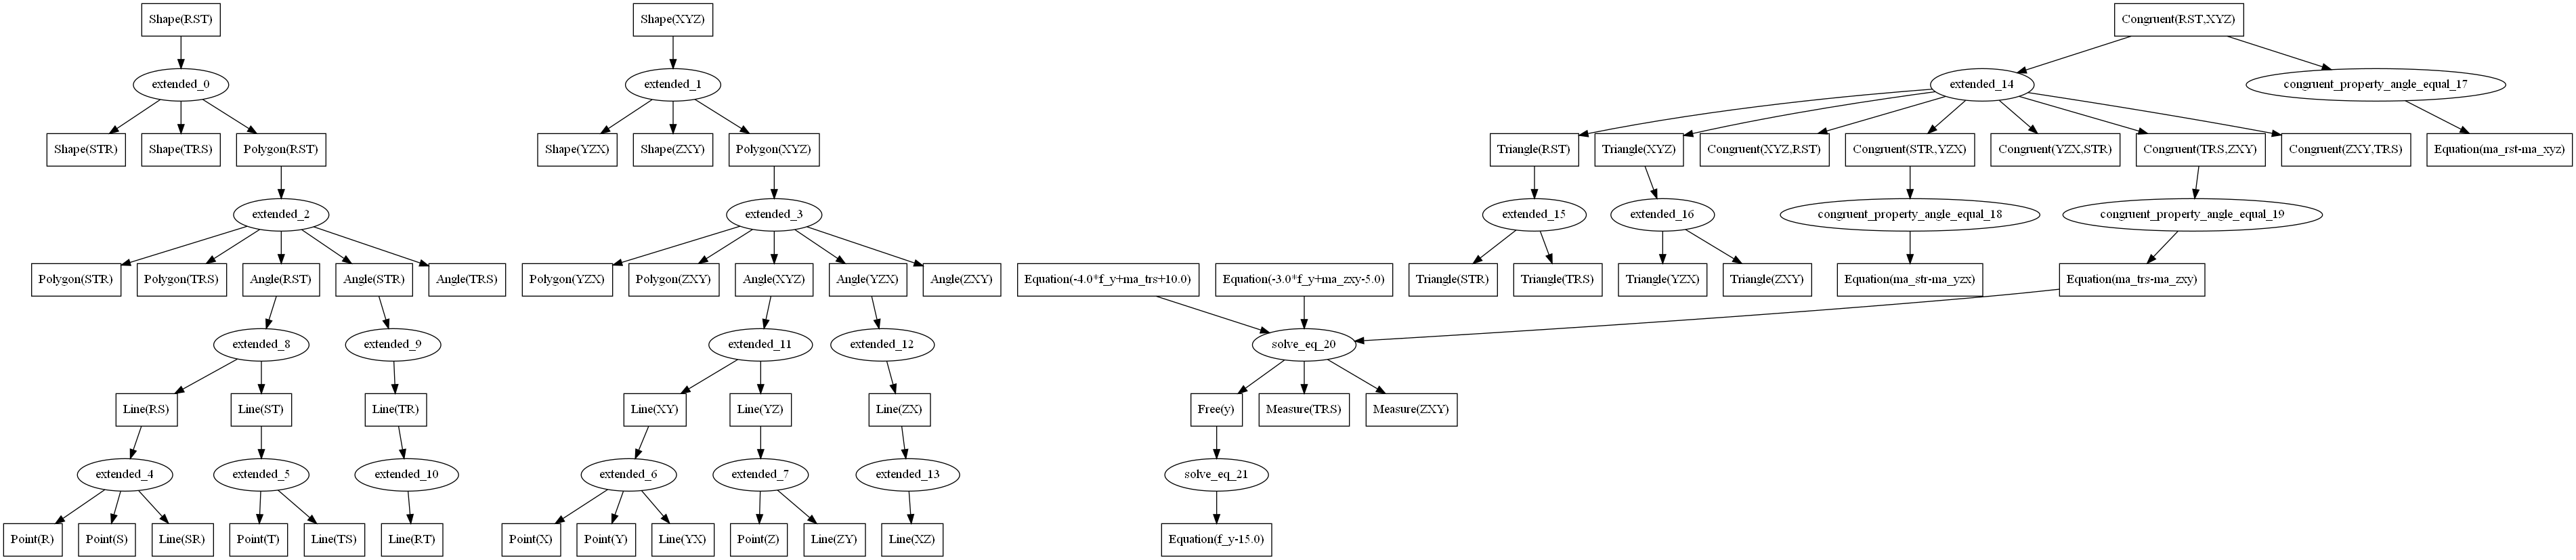 Shape(RST)
Shape(XYZ)
Congruent(RST,XYZ)
extended_0
extended_1
extended_14
congruent_property_angle_equal_17
Shape(STR)
Shape(TRS)
Polygon(RST)
Shape(YZX)
Shape(ZXY)
Polygon(XYZ)
Triangle(RST)
Triangle(XYZ)
Congruent(XYZ,RST)
Congruent(STR,YZX)
Congruent(YZX,STR)
Congruent(TRS,ZXY)
Congruent(ZXY,TRS)
Equation(ma_rst-ma_xyz)
extended_2
extended_3
extended_15
extended_16
congruent_property_angle_equal_18
congruent_property_angle_equal_19
Polygon(STR)
Polygon(TRS)
Angle(RST)
Angle(STR)
Angle(TRS)
Polygon(YZX)
Polygon(ZXY)
Angle(XYZ)
Angle(YZX)
Angle(ZXY)
Equation(-4.0*f_y+ma_trs+10.0)
Equation(-3.0*f_y+ma_zxy-5.0)
Triangle(STR)
Triangle(TRS)
Triangle(YZX)
Triangle(ZXY)
Equation(ma_str-ma_yzx)
Equation(ma_trs-ma_zxy)
extended_8
extended_9
extended_11
extended_12
solve_eq_20
Line(RS)
Line(ST)
Line(TR)
Line(XY)
Line(YZ)
Line(ZX)
Free(y)
Measure(TRS)
Measure(ZXY)
extended_4
extended_5
extended_10
extended_6
extended_7
extended_13
solve_eq_21
Point(R)
Point(S)
Line(SR)
Point(T)
Line(TS)
Line(RT)
Point(X)
Point(Y)
Line(YX)
Point(Z)
Line(ZY)
Line(XZ)
Equation(f_y-15.0)